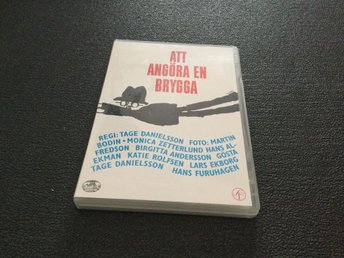 ATT
ANGÖRA EN
BRYGGA
REGI: TAGE DANIELSSON FOTO: MARTIN
BODIN • MONICA ZETTERLUND HANS AL-
FREDSON BIRGITTA ANDERSSON GÖSTA
EKMAN KATIE ROLFSEN LARS EKBORG
TAGE DANIELSSON HANS FURUHAGEN